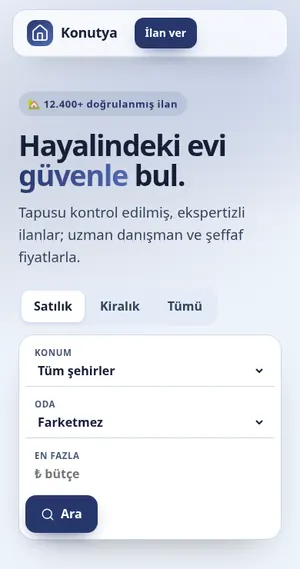 Konutya
İlan ver
🏡 12.400+ doğrulanmış ilan
Hayalindeki evi
güvenle bul.
Tapusu kontrol edilmiş, ekspertizli
ilanlar; uzman danışman ve şeffaf
fiyatlarla.
Satılık
Kiralık
Tümü
KONUM
Tüm şehirler
ODA
Farketmez
EN FAZLA
₺ bütçe
Ara